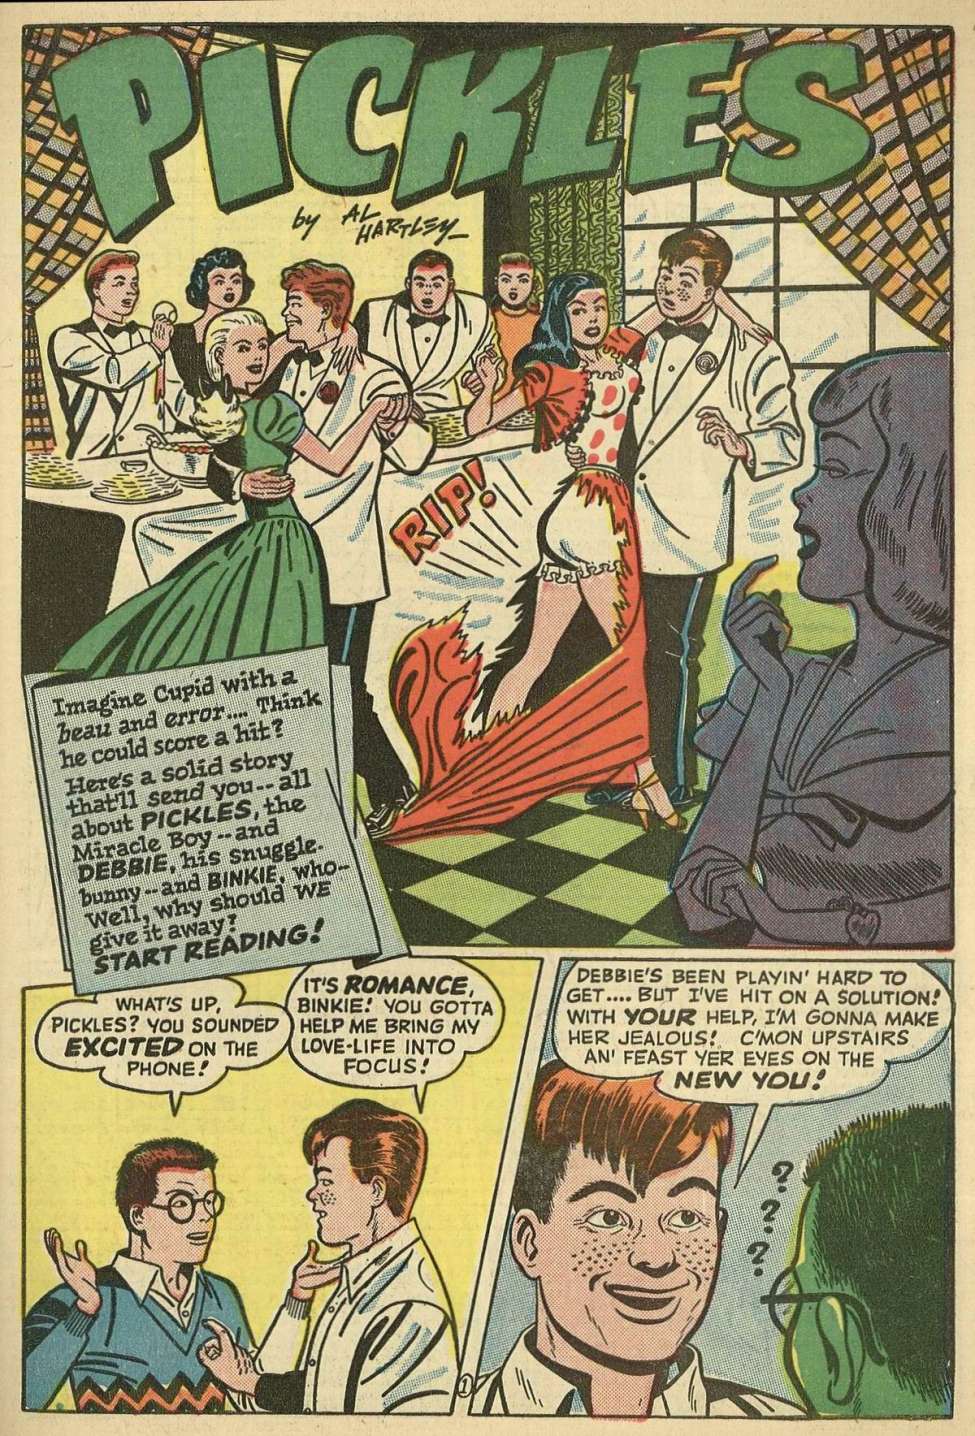 PICKLES
by AL
HARTLEY
RIP!
Imagine Cupid with a
beau and error.... Think
he could score a hit?
Here's a solid story
that'll send you--all
about PICKLES, the
Miracle Boy--and
DEBBIE, his snuggle-
bunny--and BINKIE, who--
Well, why should WE
give it away?
START READING!
WHAT'S UP,
PICKLES? YOU SOUNDED
EXCITED ON THE
PHONE!
IT'S ROMANCE,
BINKIE! YOU GOTTA
HELP ME BRING MY
LOVE-LIFE INTO
FOCUS!
1
DEBBIE'S BEEN PLAYIN' HARD TO
GET.... BUT I'VE HIT ON A SOLUTION!
WITH YOUR HELP, I'M GONNA MAKE
HER JEALOUS! C'MON UPSTAIRS
AN' FEAST YER EYES ON THE
NEW YOU!
?
?
?